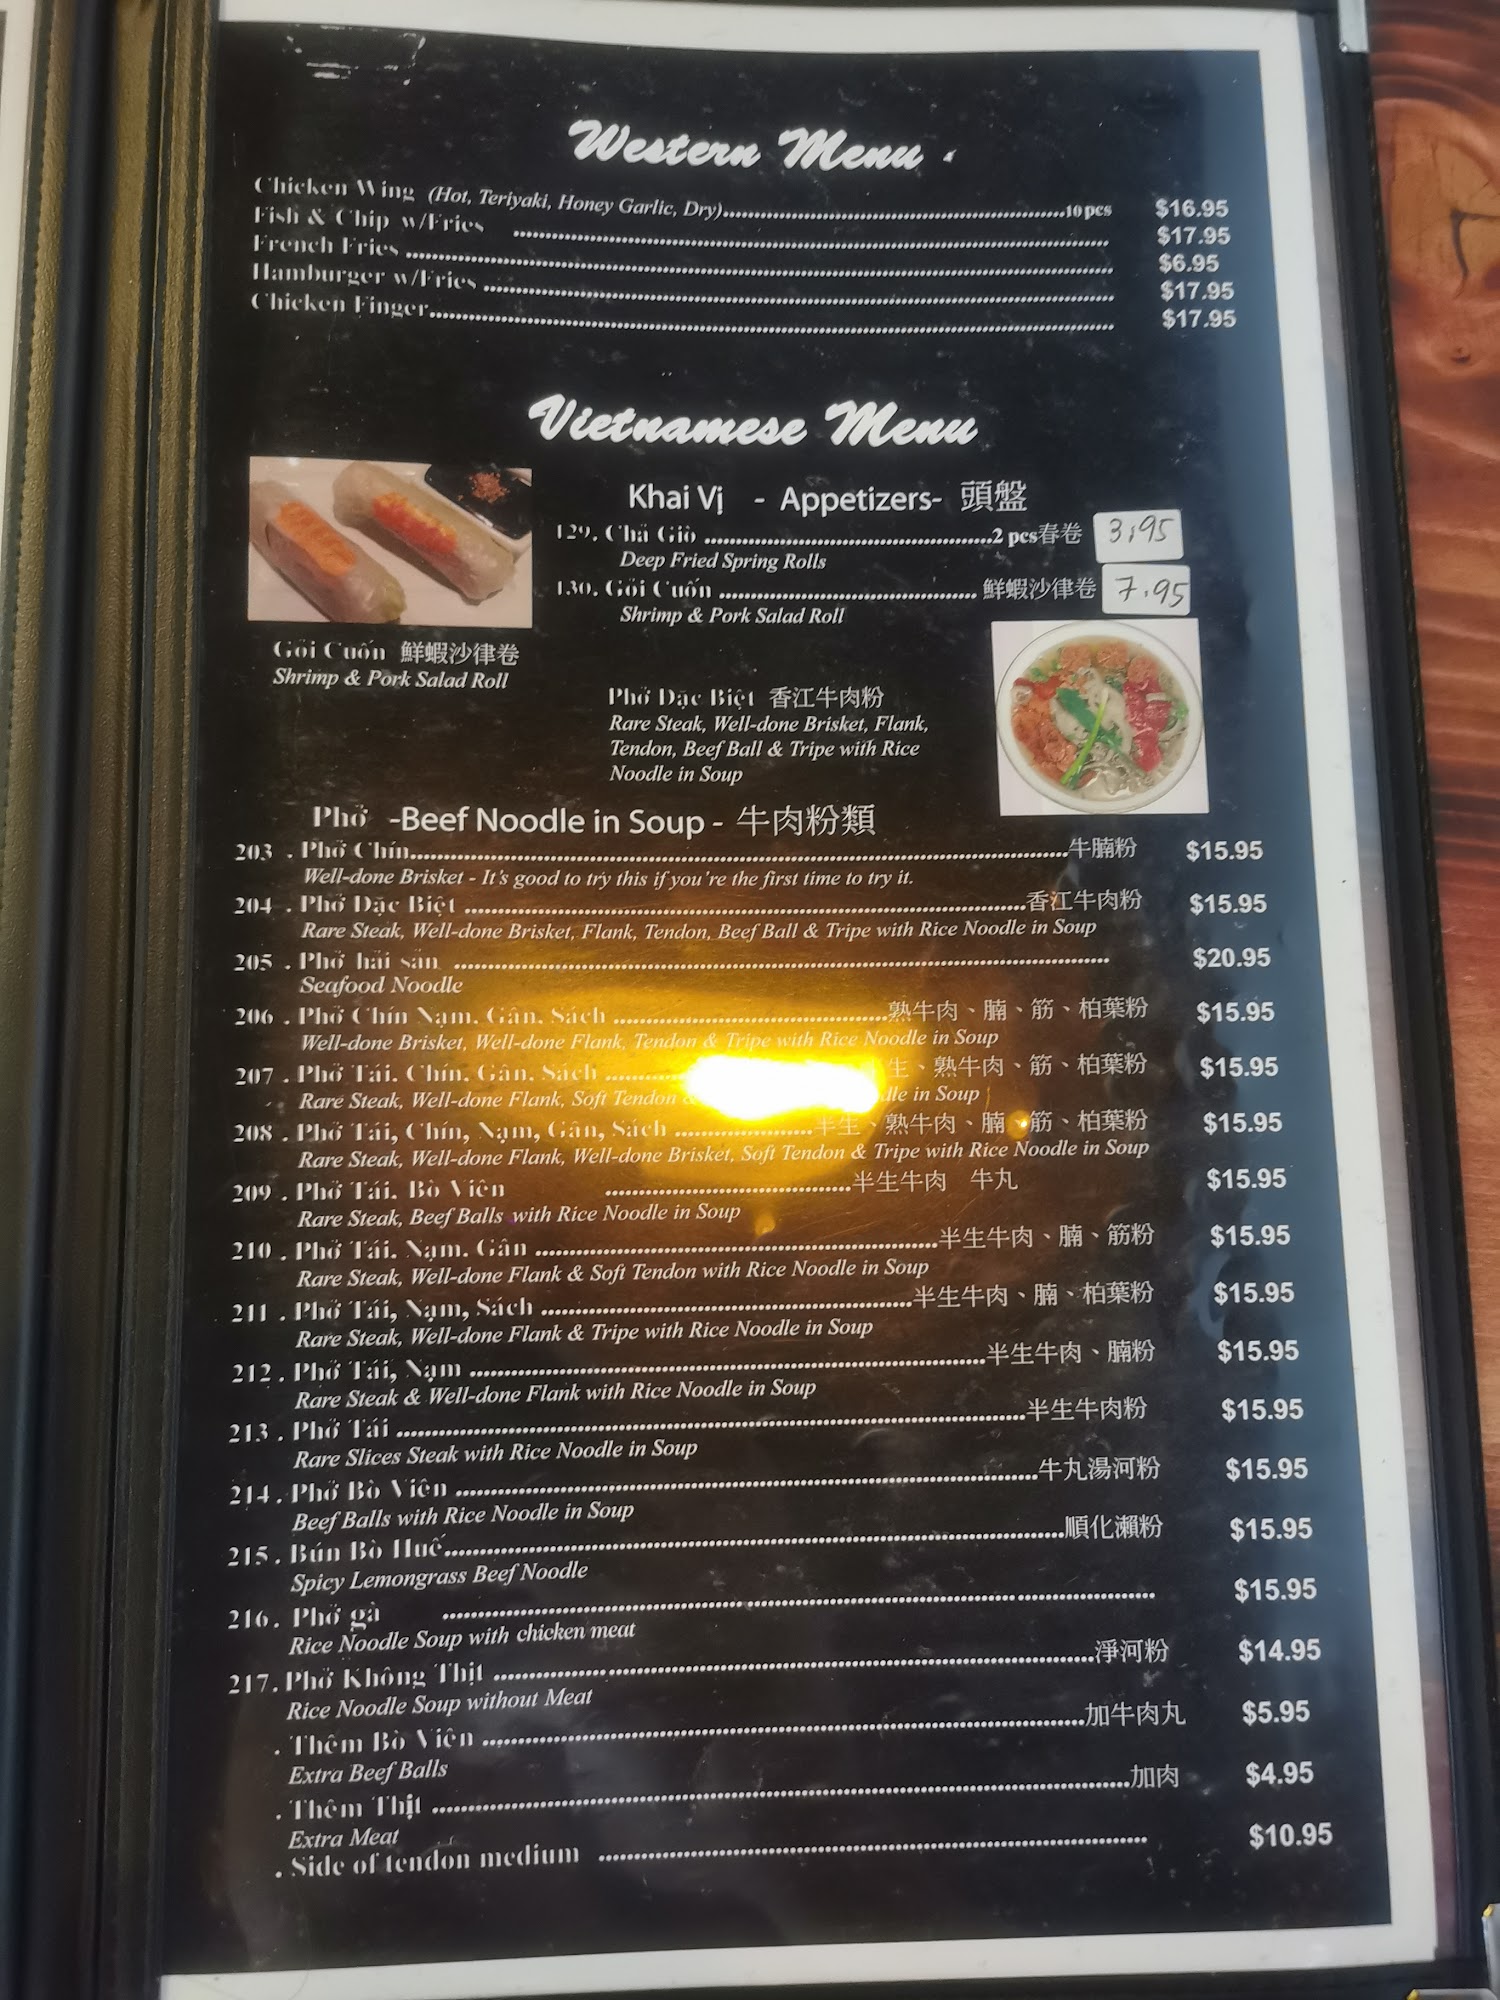 Western Menu
Chicken Wing (Hot, Teriyaki, Honey Garlic, Dry) 10 pcs $16.95
Fish & Chip w/Fries $17.95
French Fries $6.95
Hamburger w/Fries $17.95
Chicken Finger $17.95
Vietnamese Menu
Khai Vị - Appetizers- 頭盤
129. Chả Giò 2 pcs春卷 3.95
Deep Fried Spring Rolls
130. Gỏi Cuốn 鮮蝦沙律卷 7.95
Shrimp & Pork Salad Roll
Gỏi Cuốn 鮮蝦沙律卷
Shrimp & Pork Salad Roll
Phở Đặc Biệt 香江牛肉粉
Rare Steak, Well-done Brisket, Flank,
Tendon, Beef Ball & Tripe with Rice
Noodle in Soup
Phở -Beef Noodle in Soup - 牛肉粉類
203 . Phở Chín 牛腩粉 $15.95
Well-done Brisket - It's good to try this if you're the first time to try it.
204 . Phở Đặc Biệt 香江牛肉粉 $15.95
Rare Steak, Well-done Brisket, Flank, Tendon, Beef Ball & Tripe with Rice Noodle in Soup
205 . Phở hải sản $20.95
Seafood Noodle
206 . Phở Chín Nạm, Gân, Sách 熟牛肉、腩、筋、柏葉粉 $15.95
Well-done Brisket, Well-done Flank, Tendon & Tripe with Rice Noodle in Soup
207 . Phở Tái, Chín, Gân, Sách 生、熟牛肉、筋、柏葉粉 $15.95
Rare Steak, Well-done Flank, Soft Tendon in Soup
208 . Phở Tái, Chín, Nạm, Gân, Sách 半生、熟牛肉、腩、筋、柏葉粉 $15.95
Rare Steak, Well-done Flank, Well-done Brisket, Soft Tendon & Tripe with Rice Noodle in Soup
209 . Phở Tái, Bò Viên 半生牛肉 牛丸 $15.95
Rare Steak, Beef Balls with Rice Noodle in Soup
210 . Phở Tái, Nạm, Gân 半生牛肉、腩、筋粉 $15.95
Rare Steak, Well-done Flank & Soft Tendon with Rice Noodle in Soup
211 . Phở Tái, Nạm, Sách 半生牛肉、腩、柏葉粉 $15.95
Rare Steak, Well-done Flank & Tripe with Rice Noodle in Soup
212 . Phở Tái, Nạm 半生牛肉、腩粉 $15.95
Rare Steak & Well-done Flank with Rice Noodle in Soup
213 . Phở Tái 半生牛肉粉 $15.95
Rare Slices Steak with Rice Noodle in Soup
214 . Phở Bò Viên 牛丸湯河粉 $15.95
Beef Balls with Rice Noodle in Soup
215 . Bún Bò Huế 順化瀨粉 $15.95
Spicy Lemongrass Beef Noodle
216 . Phở gà $15.95
Rice Noodle Soup with chicken meat
217. Phở Không Thịt 淨河粉 $14.95
Rice Noodle Soup without Meat
. Thêm Bò Viên 加牛肉丸 $5.95
Extra Beef Balls
. Thêm Thịt 加肉 $4.95
Extra Meat
. Side of tendon medium $10.95